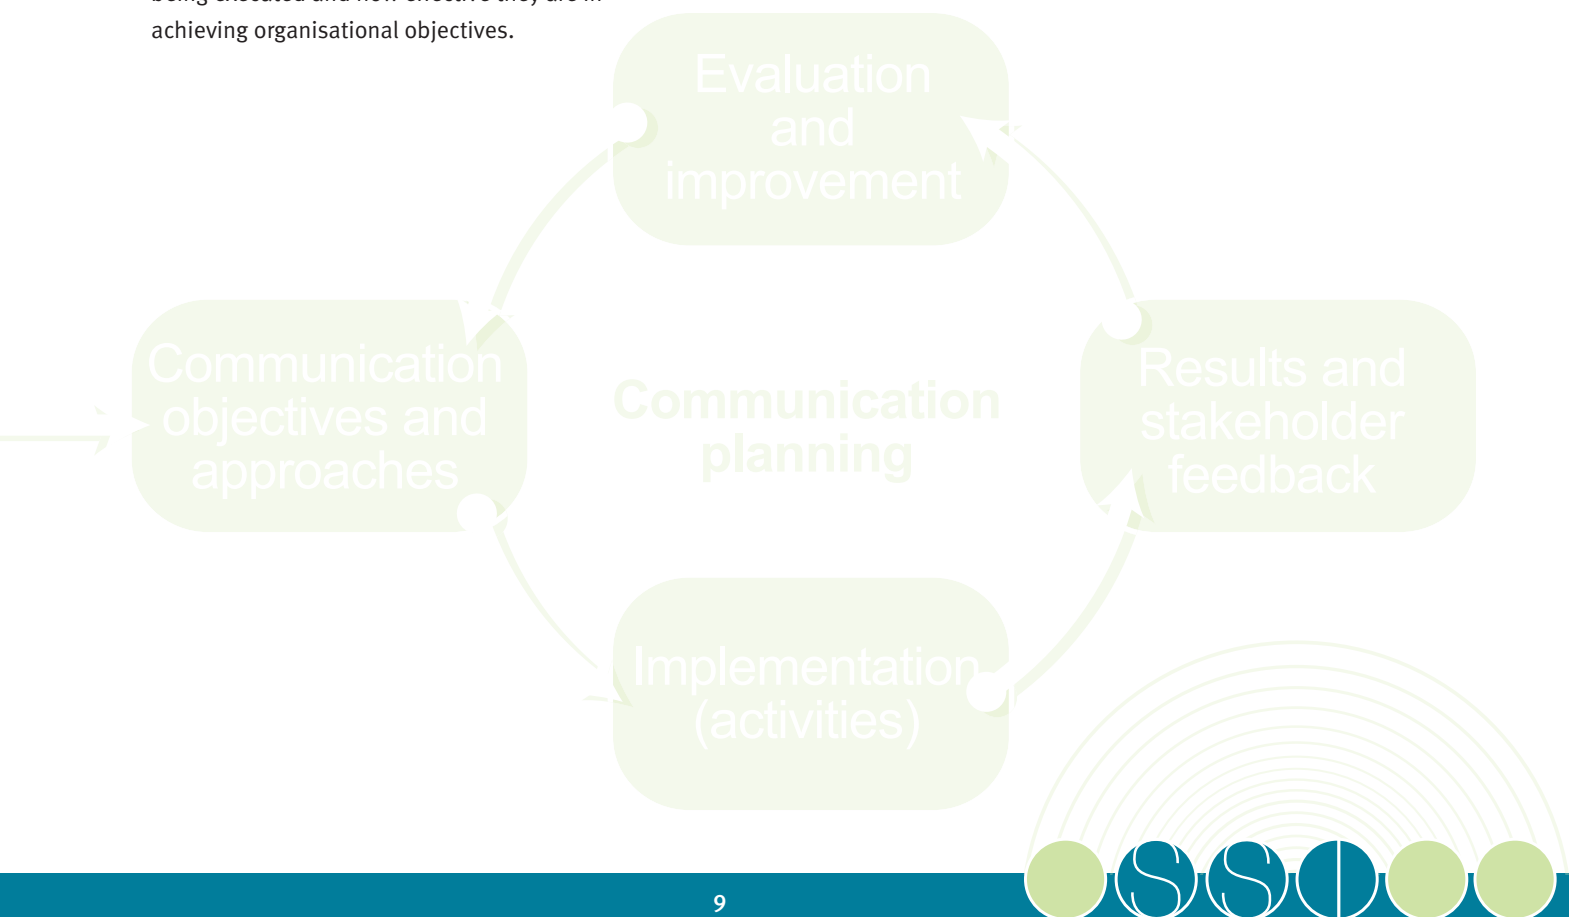 achieving organisational objectives.
Evaluation
and
improvement
Communication
objectives and
approaches
Communication
planning
Results and
stakeholder
feedback
Implementation
(activities)
9
SSI